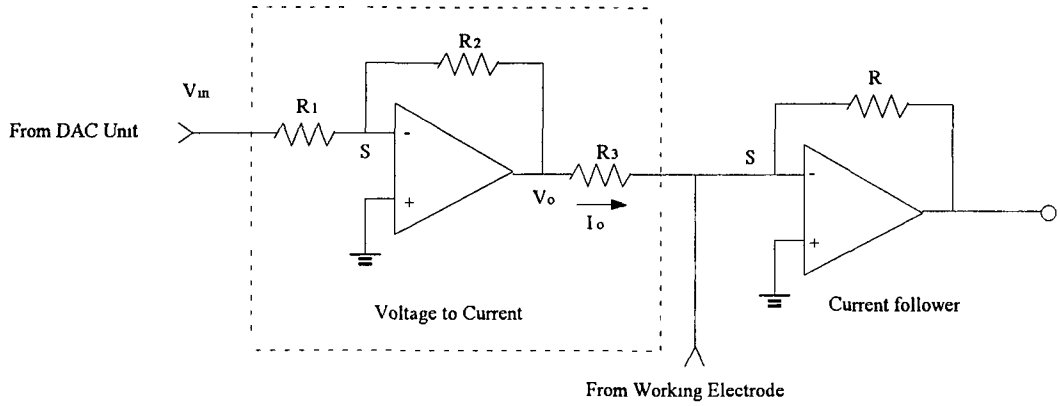 R2
R
Vin
R1
From DAC Unit
-
S
R3
S
-
+
Vo
Io
+
Voltage to Current
Current follower
From Working Electrode